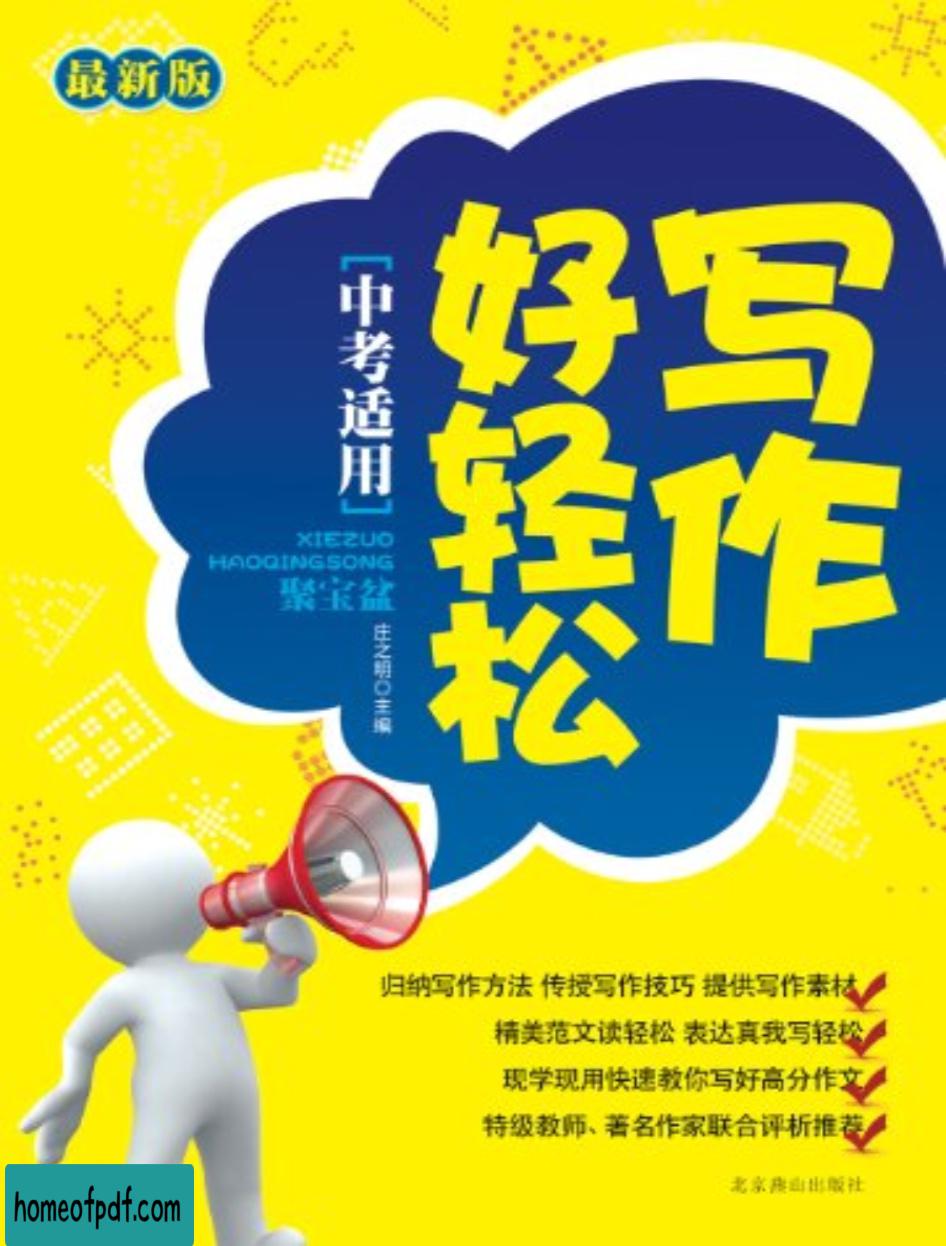 最新版
写作
好轻松
[中考适用]
XIEZUO
HAOQINGSONG
聚宝盆
庄之明〇主编
归纳写作方法 传授写作技巧 提供写作素材
精美范文读轻松 表达真我写轻松
现学现用快速教你写好高分作文
特级教师、著名作家联合评析推荐
北京燕山出版社
homeofpdf.com